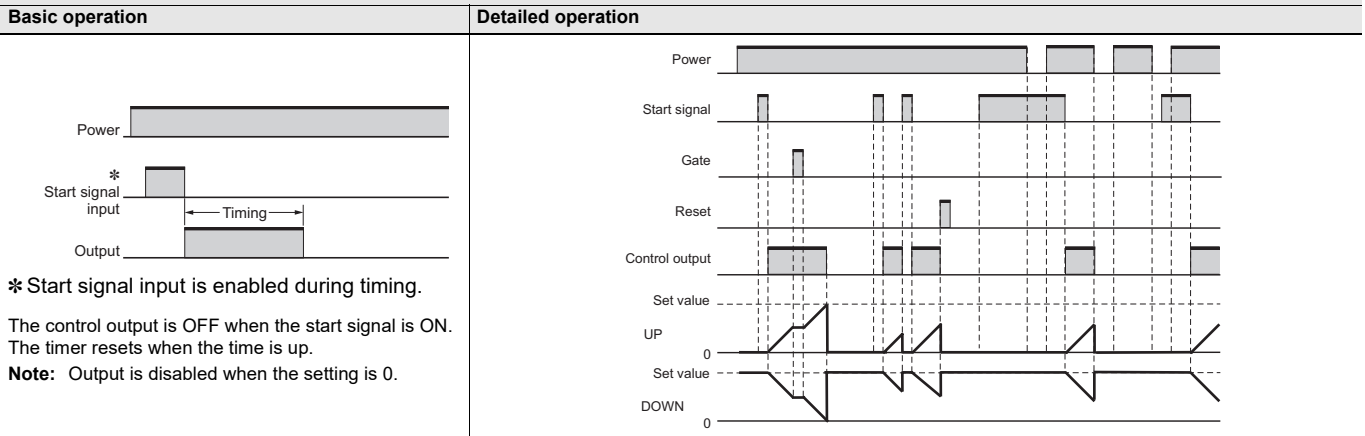 Basic operation
Detailed operation
Power
✻
Start signal
input
Timing
Output
✻ Start signal input is enabled during timing.
The control output is OFF when the start signal is ON.
The timer resets when the time is up.
Note: Output is disabled when the setting is 0.
Power
Start signal
Gate
Reset
Control output
Set value
UP
0
Set value
DOWN
0